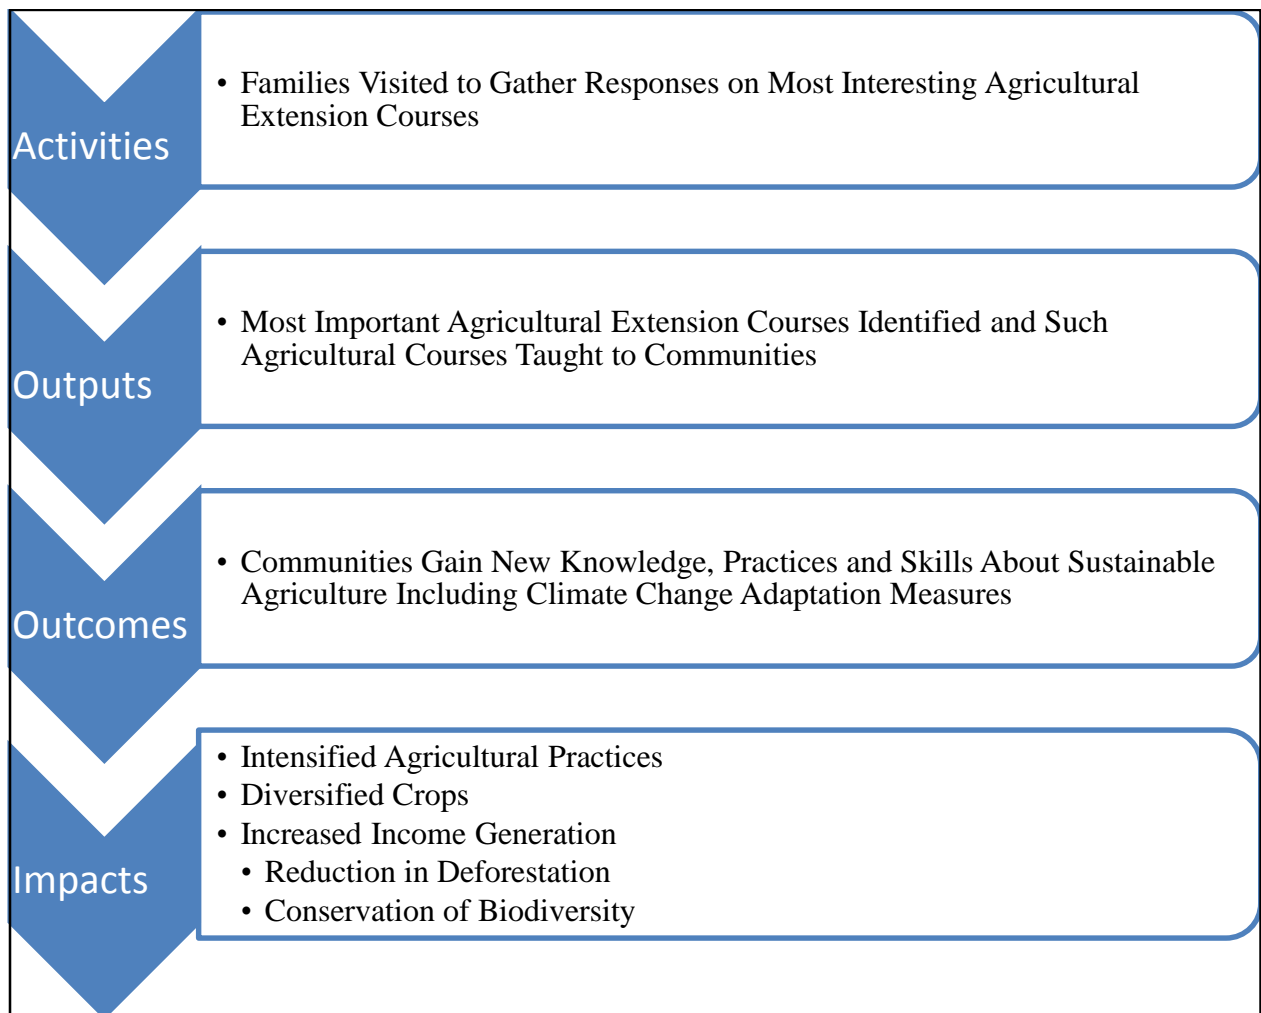 Activities
• Families Visited to Gather Responses on Most Interesting Agricultural
Extension Courses
Outputs
• Most Important Agricultural Extension Courses Identified and Such
Agricultural Courses Taught to Communities
Outcomes
• Communities Gain New Knowledge, Practices and Skills About Sustainable
Agriculture Including Climate Change Adaptation Measures
Impacts
• Intensified Agricultural Practices
• Diversified Crops
• Increased Income Generation
• Reduction in Deforestation
• Conservation of Biodiversity